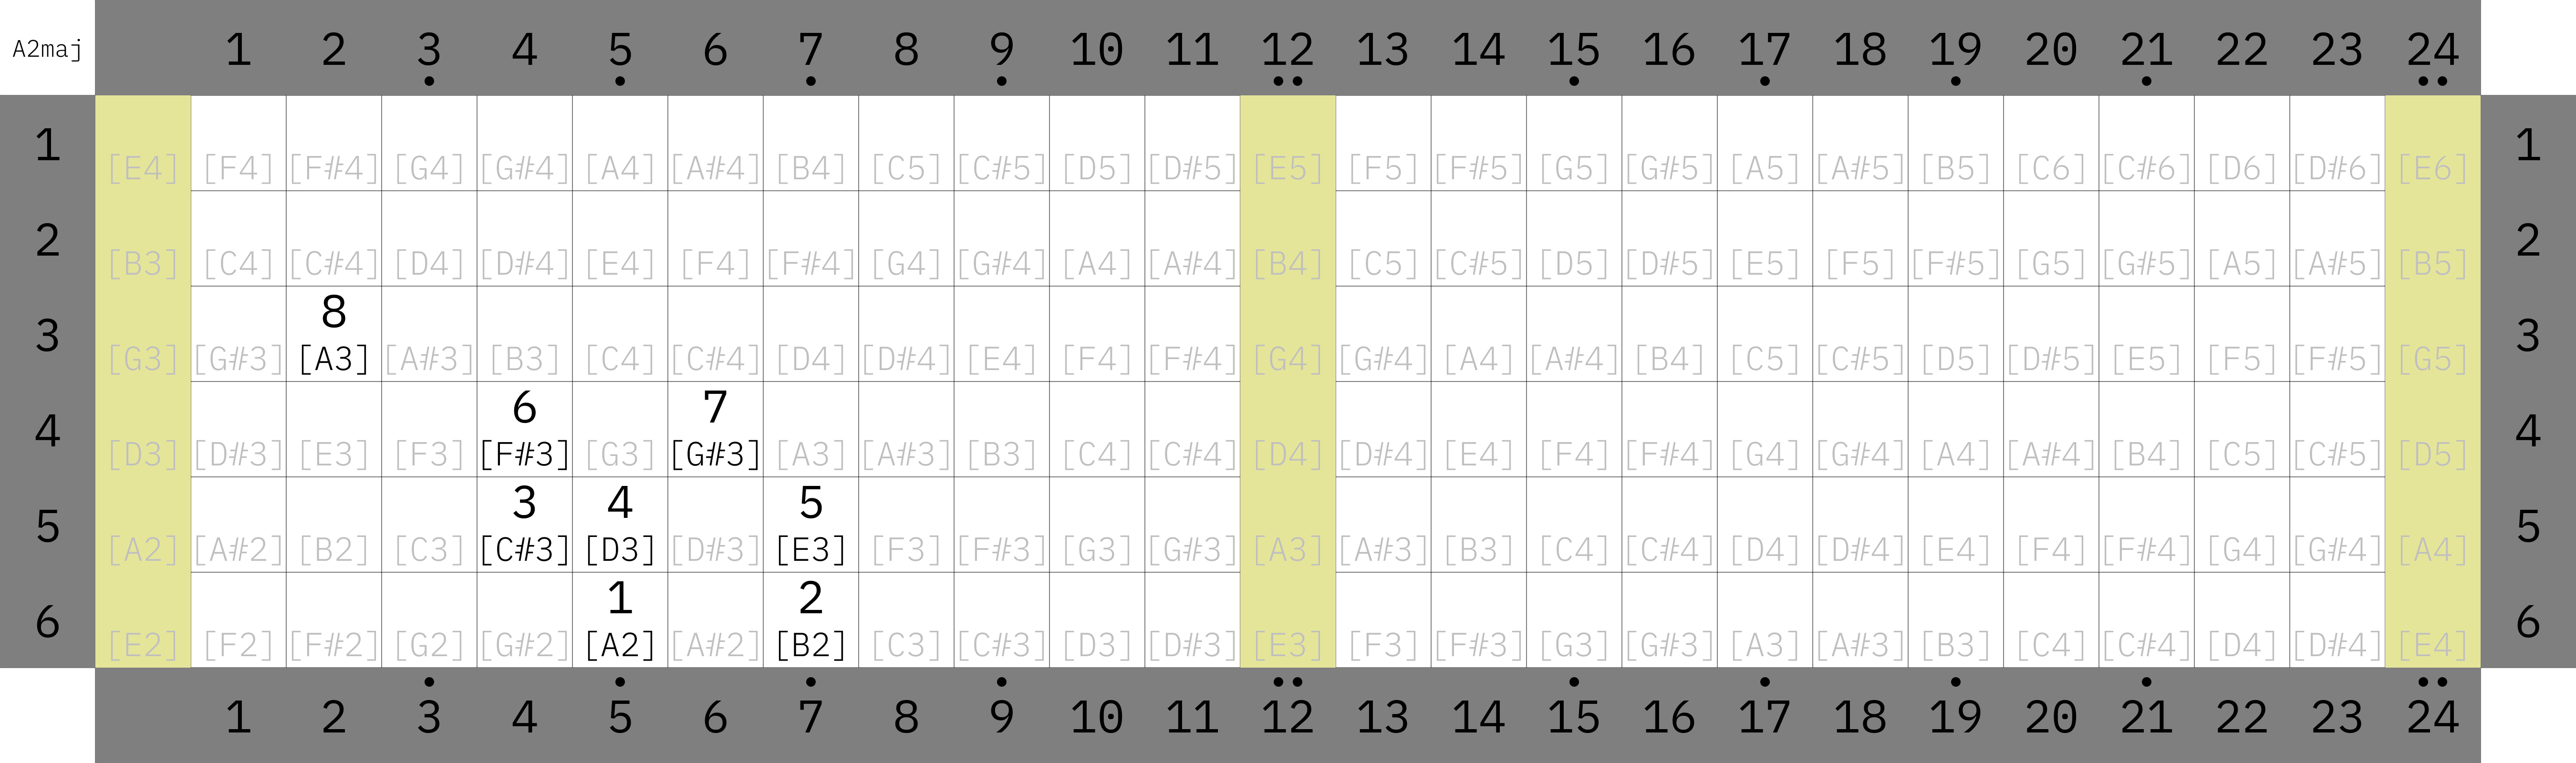 A2maj 1 2 3 4 5 6 7 8 9 10 11 12 13 14 15 16 17 18 19 20 21 22 23 24
1 [E4] [F4] [F#4] [G4] [G#4] [A4] [A#4] [B4] [C5] [C#5] [D5] [D#5] [E5] [F5] [F#5] [G5] [G#5] [A5] [A#5] [B5] [C6] [C#6] [D6] [D#6] [E6] 1
2 [B3] [C4] [C#4] [D4] [D#4] [E4] [F4] [F#4] [G4] [G#4] [A4] [A#4] [B4] [C5] [C#5] [D5] [D#5] [E5] [F5] [F#5] [G5] [G#5] [A5] [A#5] [B5] 2
8
3 [G3] [G#3] [A3] [A#3] [B3] [C4] [C#4] [D4] [D#4] [E4] [F4] [F#4] [G4] [G#4] [A4] [A#4] [B4] [C5] [C#5] [D5] [D#5] [E5] [F5] [F#5] [G5] 3
6 7
4 [D3] [D#3] [E3] [F3] [F#3] [G3] [G#3] [A3] [A#3] [B3] [C4] [C#4] [D4] [D#4] [E4] [F4] [F#4] [G4] [G#4] [A4] [A#4] [B4] [C5] [C#5] [D5] 4
3 4 5
5 [A2] [A#2] [B2] [C3] [C#3] [D3] [D#3] [E3] [F3] [F#3] [G3] [G#3] [A3] [A#3] [B3] [C4] [C#4] [D4] [D#4] [E4] [F4] [F#4] [G4] [G#4] [A4] 5
1 2
6 [E2] [F2] [F#2] [G2] [G#2] [A2] [A#2] [B2] [C3] [C#3] [D3] [D#3] [E3] [F3] [F#3] [G3] [G#3] [A3] [A#3] [B3] [C4] [C#4] [D4] [D#4] [E4] 6
1 2 3 4 5 6 7 8 9 10 11 12 13 14 15 16 17 18 19 20 21 22 23 24